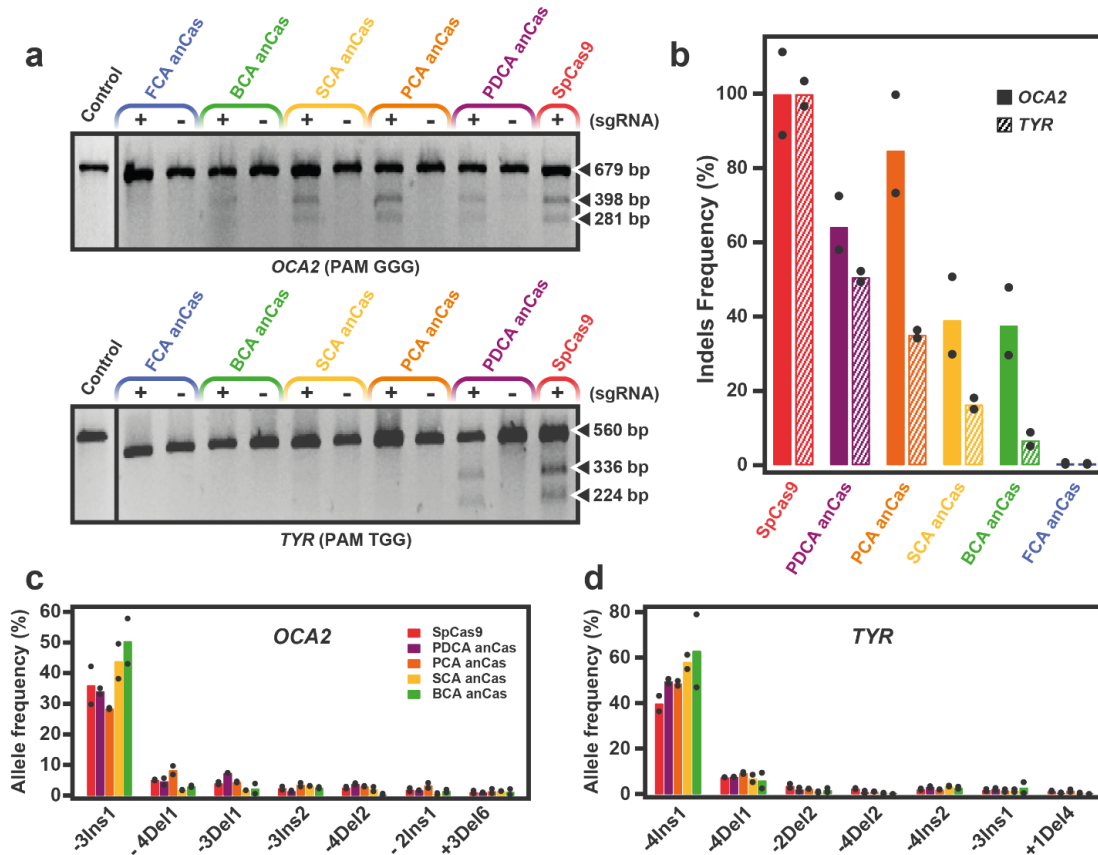 a
Control
FCA anCas
BCA anCas
SCA anCas
PCA anCas
PDCA anCas
SpCas9
+ - + - + - + - + - + (sgRNA)
679 bp
398 bp
281 bp
OCA2 (PAM GGG)
Control
FCA anCas
BCA anCas
SCA anCas
PCA anCas
PDCA anCas
SpCas9
+ - + - + - + - + - + (sgRNA)
560 bp
336 bp
224 bp
TYR (PAM TGG)
b
Indels Frequency (%)
100
80
60
40
20
0
OCA2
TYR
SpCas9
PDCA anCas
PCA anCas
SCA anCas
BCA anCas
FCA anCas
c
Allele frequency (%)
60
50
40
30
20
10
0
OCA2
SpCas9
PDCA anCas
PCA anCas
SCA anCas
BCA anCas
-3Ins1
- 4Del1
-3Del1
-3Ins2
-4Del2
- 2Ins1
+3Del6
d
Allele frequency (%)
80
60
40
20
0
TYR
-4Ins1
-4Del1
-2Del2
-4Del2
-4Ins2
-3Ins1
+1Del4